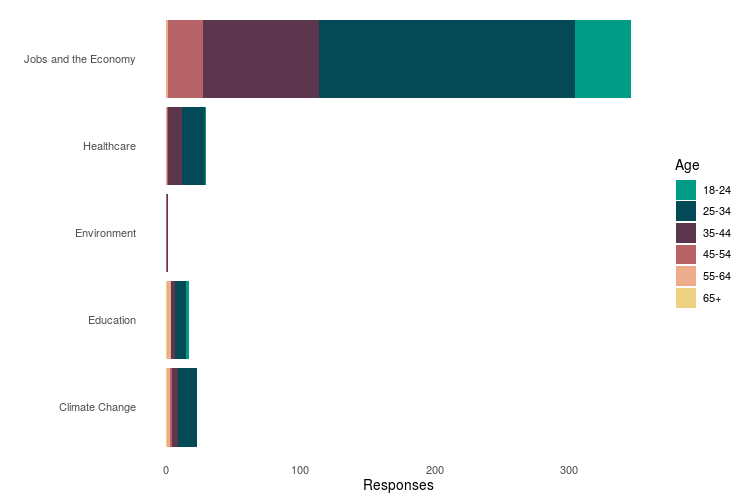 Jobs and the Economy
Healthcare
Environment
Education
Climate Change
0 100 200 300
Responses
Age
18-24
25-34
35-44
45-54
55-64
65+